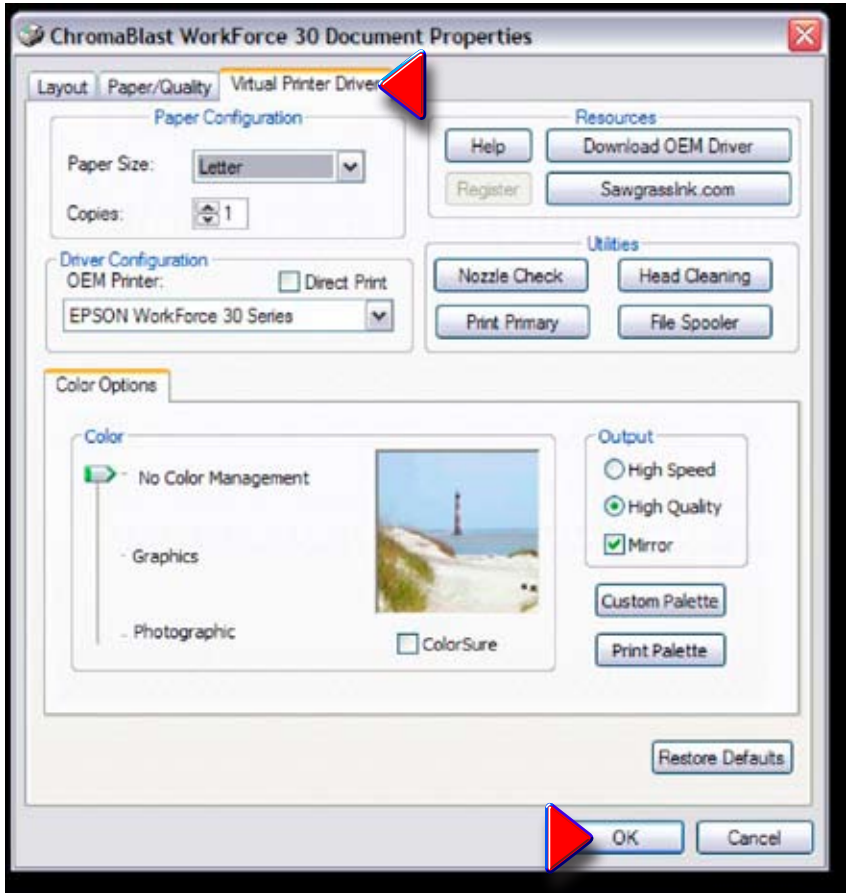 ChromaBlast WorkForce 30 Document Properties
Layout Paper/Quality Virtual Printer Driver
Paper Configuration
Paper Size: Letter
Copies: 1
Resources
Help Download OEM Driver
Register SawgrassInk.com
Driver Configuration
OEM Printer: Direct Print
EPSON WorkForce 30 Series
Utilities
Nozzle Check Head Cleaning
Print Primary File Spooler
Color Options
Color
No Color Management
Graphics
Photographic
ColorSure
Output
High Speed
High Quality
Mirror
Custom Palette
Print Palette
Restore Defaults
OK Cancel